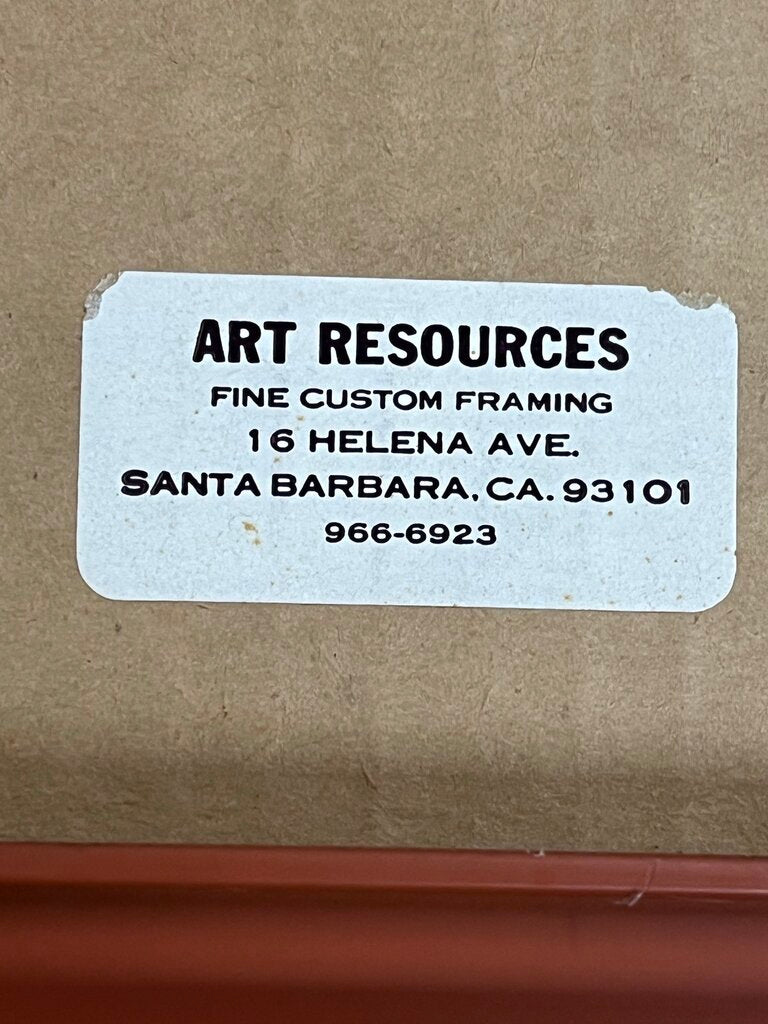 ART RESOURCES
FINE CUSTOM FRAMING
16 HELENA AVE.
SANTA BARBARA, CA. 93101
966-6923